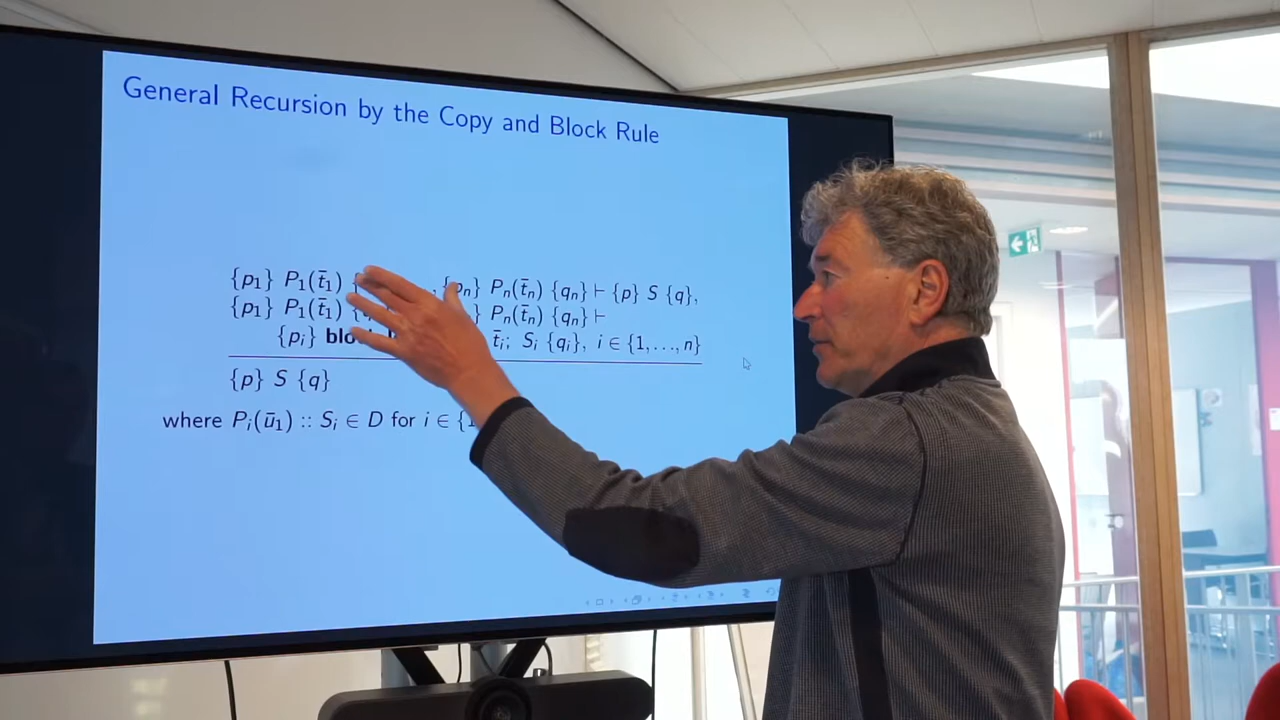 General Recursion by the Copy and Block Rule
{p₁} P₁(t̄₁) { , {pₙ} Pₙ(t̄ₙ) {qₙ} ⊢ {p} S {q},
{p₁} P₁(t̄₁) { } Pₙ(t̄ₙ) {qₙ} ⊢
{pᵢ} t̄ᵢ; Sᵢ {qᵢ}, i ∈ {1,...,n}
{p} S {q}
where Pᵢ(ū₁) :: Sᵢ ∈ D for i ∈ {